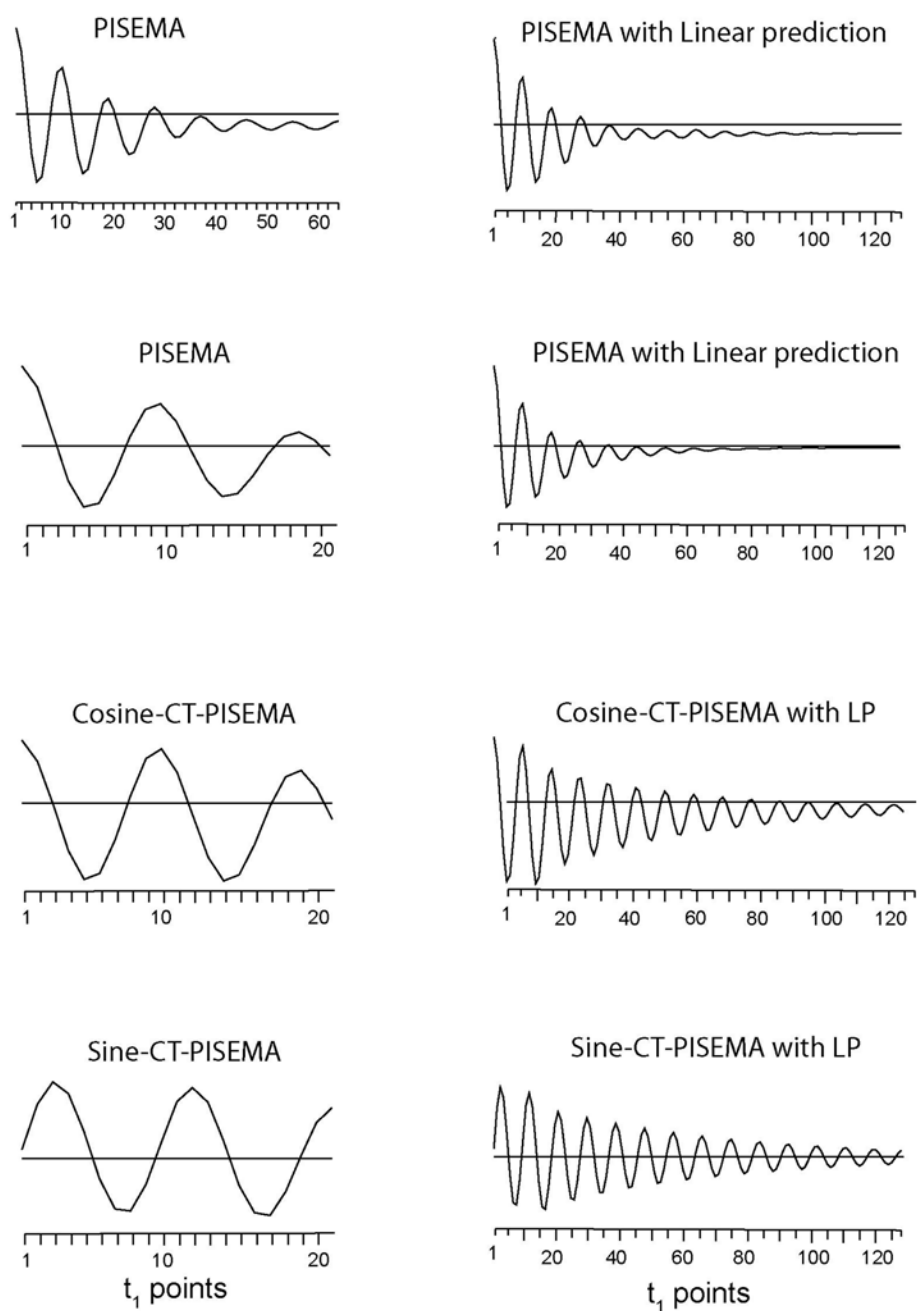 PISEMA
1 10 20 30 40 50 60
PISEMA with Linear prediction
1 20 40 60 80 100 120
PISEMA
1 10 20
PISEMA with Linear prediction
1 20 40 60 80 100 120
Cosine-CT-PISEMA
1 10 20
Cosine-CT-PISEMA with LP
1 20 40 60 80 100 120
Sine-CT-PISEMA
1 10 20
t₁ points
Sine-CT-PISEMA with LP
1 20 40 60 80 100 120
t₁ points